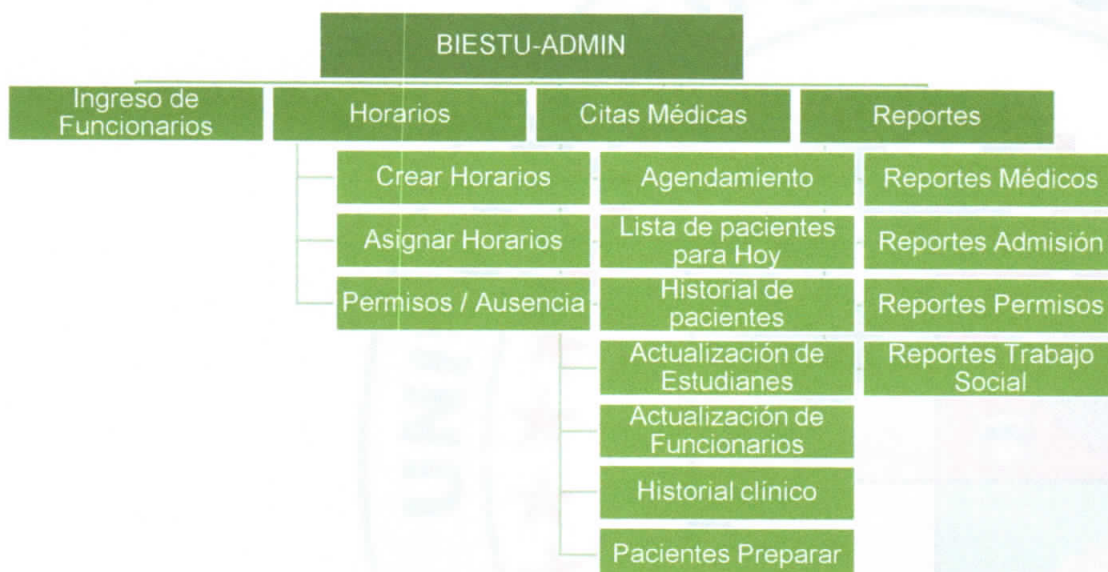 BIESTU-ADMIN
Ingreso de
Funcionarios
Horarios
Citas Médicas
Reportes
Crear Horarios
Agendamiento
Reportes Médicos
Asignar Horarios
Lista de pacientes
para Hoy
Reportes Admisión
Permisos / Ausencia
Historial de
pacientes
Reportes Permisos
Actualización de
Estudianes
Reportes Trabajo
Social
Actualización de
Funcionarios
Historial clínico
Pacientes Preparar
UNI